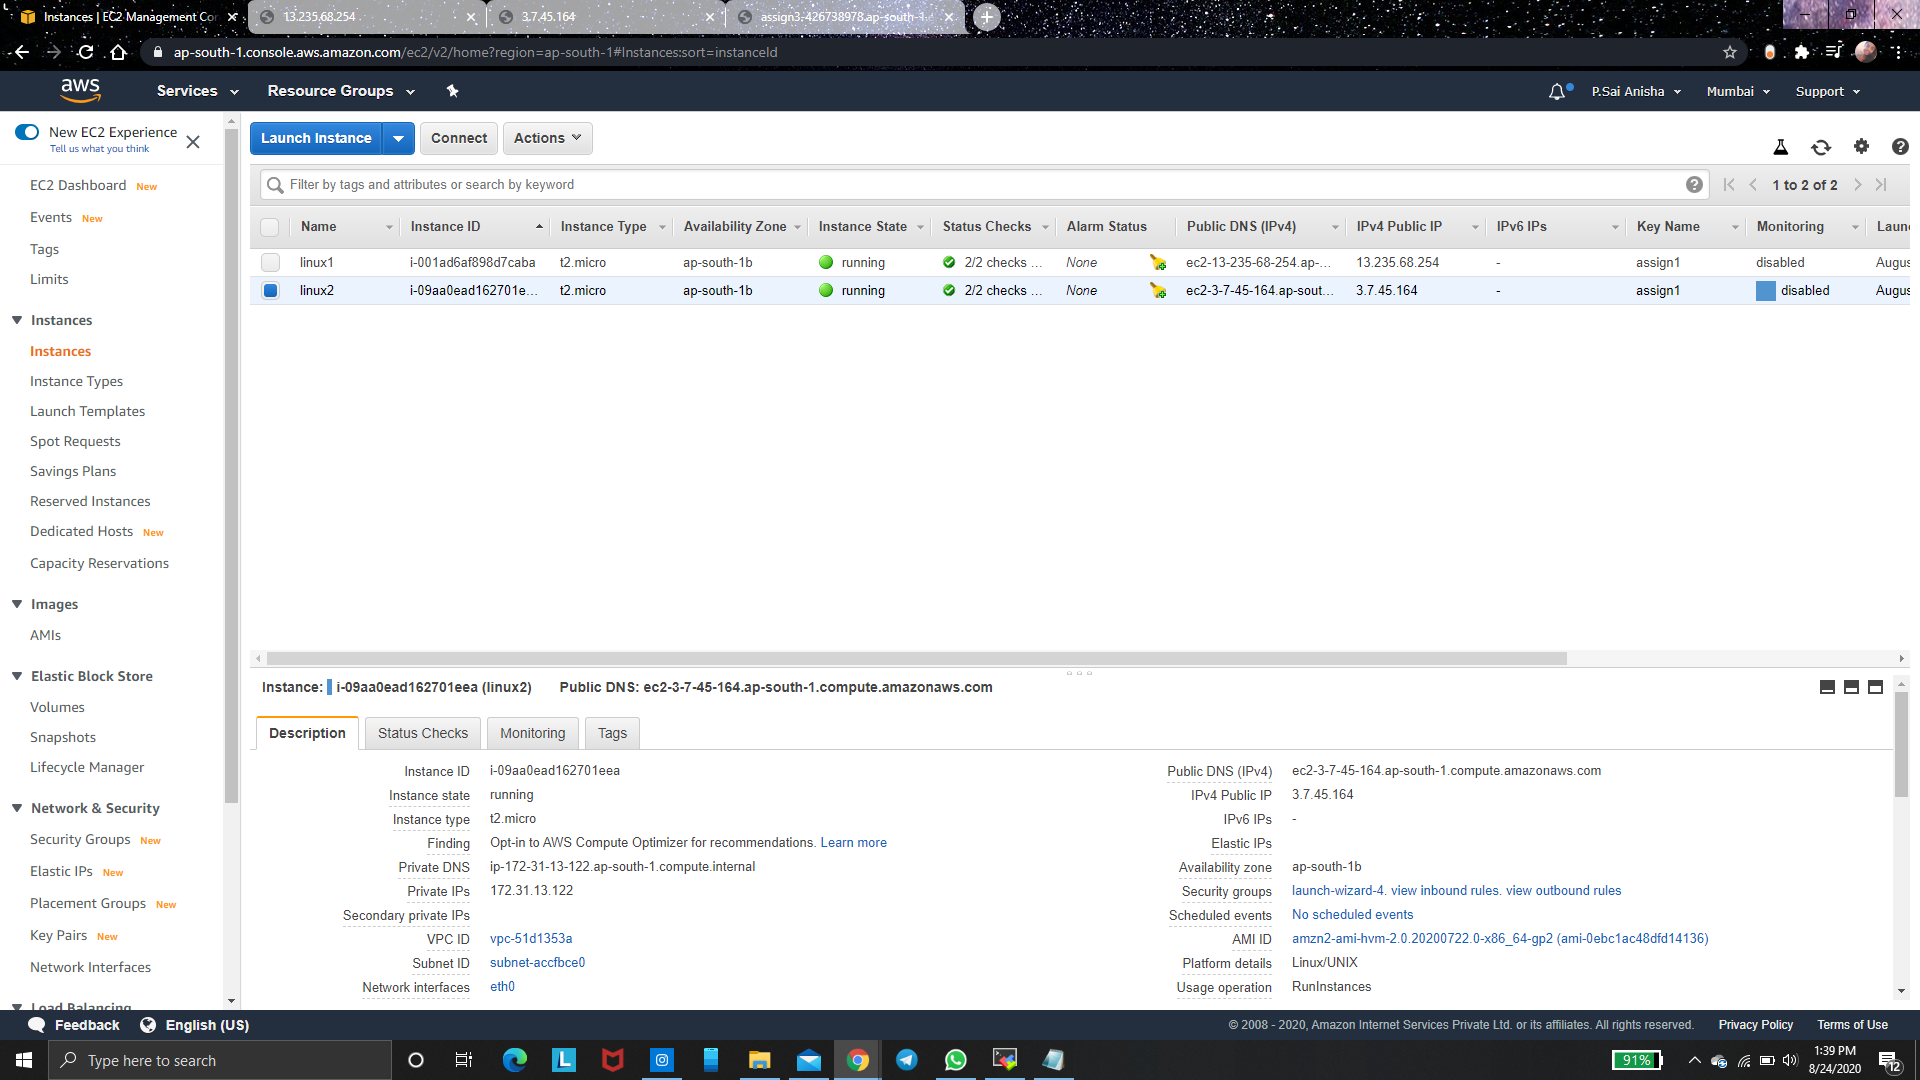 Instances | EC2 Management Co
13.235.68.254
3.7.45.164
assign3-426738978.ap-south-1.
ap-south-1.console.aws.amazon.com/ec2/v2/home?region=ap-south-1#Instances:sort=instanceId
aws
Services
Resource Groups
P.Sai Anisha
Mumbai
Support
New EC2 Experience
Tell us what you think
EC2 Dashboard New
Events New
Tags
Limits
Instances
Instances
Instance Types
Launch Templates
Spot Requests
Savings Plans
Reserved Instances
Dedicated Hosts New
Capacity Reservations
Images
AMIs
Elastic Block Store
Volumes
Snapshots
Lifecycle Manager
Network & Security
Security Groups New
Elastic IPs New
Placement Groups New
Key Pairs New
Network Interfaces
Load Balancing
Launch Instance
Connect
Actions
Filter by tags and attributes or search by keyword
1 to 2 of 2
Name Instance ID Instance Type Availability Zone Instance State Status Checks Alarm Status Public DNS (IPv4) IPv4 Public IP IPv6 IPs Key Name Monitoring Laun
linux1 i-001ad6af898d7caba t2.micro ap-south-1b running 2/2 checks ... None ec2-13-235-68-254.ap-... 13.235.68.254 - assign1 disabled Augus
linux2 i-09aa0ead162701e... t2.micro ap-south-1b running 2/2 checks ... None ec2-3-7-45-164.ap-sout... 3.7.45.164 - assign1 disabled Augus
Instance: i-09aa0ead162701eea (linux2) Public DNS: ec2-3-7-45-164.ap-south-1.compute.amazonaws.com
Description Status Checks Monitoring Tags
Instance ID i-09aa0ead162701eea
Instance state running
Instance type t2.micro
Finding Opt-in to AWS Compute Optimizer for recommendations. Learn more
Private DNS ip-172-31-13-122.ap-south-1.compute.internal
Private IPs 172.31.13.122
Secondary private IPs
VPC ID vpc-51d1353a
Subnet ID subnet-accfbce0
Network interfaces eth0
Public DNS (IPv4) ec2-3-7-45-164.ap-south-1.compute.amazonaws.com
IPv4 Public IP 3.7.45.164
IPv6 IPs -
Elastic IPs
Availability zone ap-south-1b
Security groups launch-wizard-4. view inbound rules. view outbound rules
Scheduled events No scheduled events
AMI ID amzn2-ami-hvm-2.0.20200722.0-x86_64-gp2 (ami-0ebc1ac48dfd14136)
Platform details Linux/UNIX
Usage operation RunInstances
Feedback
English (US)
© 2008 - 2020, Amazon Internet Services Private Ltd. or its affiliates. All rights reserved.
Privacy Policy
Terms of Use
Type here to search
L
91%
1:39 PM
8/24/2020
12